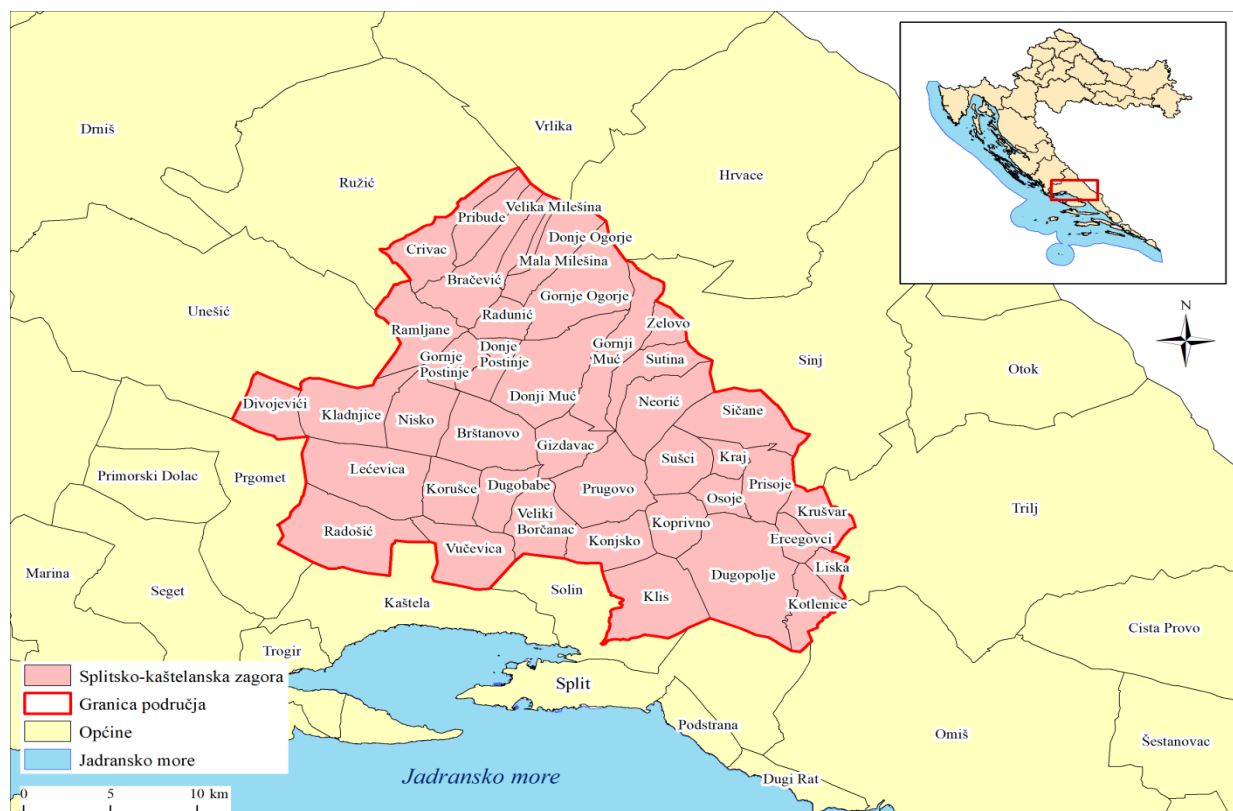 Drniš
Vrlika
Ružić
Hrvace
Velika Milešina
Pribude
Donje Ogorje
Crivac
Mala Milešina
Bračević
Gornje Ogorje
Unešić
Radunić
Ramljane
Zelovo
N
Gornji
Muć
Donje
Postinje
Gornje
Postinje
Sutina
Sinj
Otok
Divojevići
Kladnjice
Nisko
Donji Muć
Neorić
Sičane
Brštanovo
Gizdavac
Primorski Dolac
Prgomet
Lećevica
Sušci
Kraj
Korušce
Dugobabe
Prugovo
Osoje
Prisoje
Trilj
Radošić
Veliki
Borčanac
Koprivno
Krušvar
Vučevica
Konjsko
Ercegovci
Marina
Seget
Solin
Dugopolje
Liska
Kaštela
Klis
Kotlenice
Cista Provo
Trogir
Split
Podstrana
Omiš
Šestanovac
Dugi Rat
Jadransko more
Splitsko-kaštelanska zagora
Granica područja
Općine
Jadransko more
0 5 10 km